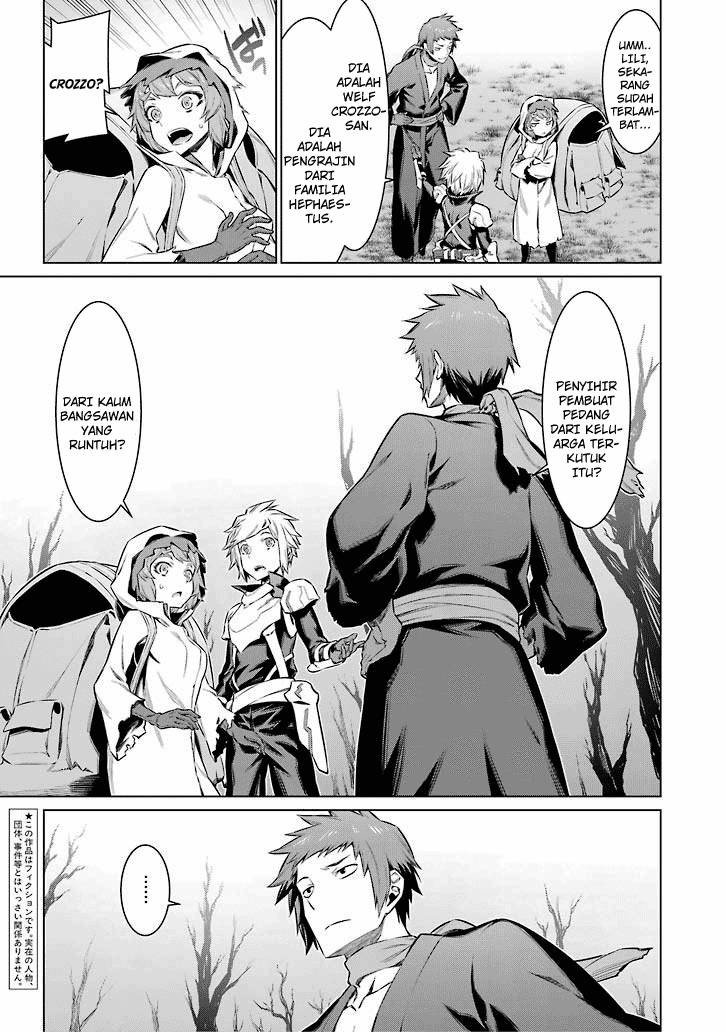 UMM..
LILI,
SEKA-
RANG
SUDAH
TERLAM-
BAT...
DIA
ADALAH
WELF
CROZZO-
SAN.
DIA
ADALAH
PENGRAJIN
DARI
FAMILIA
HEPHAES-
TUS.
CROZZO?
PENYIHIR
PEMBUAT
PEDANG
DARI KELU-
ARGA TER-
KUTUK
ITU?
DARI KAUM
BANGSAWAN
YANG
RUNTUH?
......
★この作品はフィクションです。実在の人物、
団体、事件等とはいっさい関係ありません。